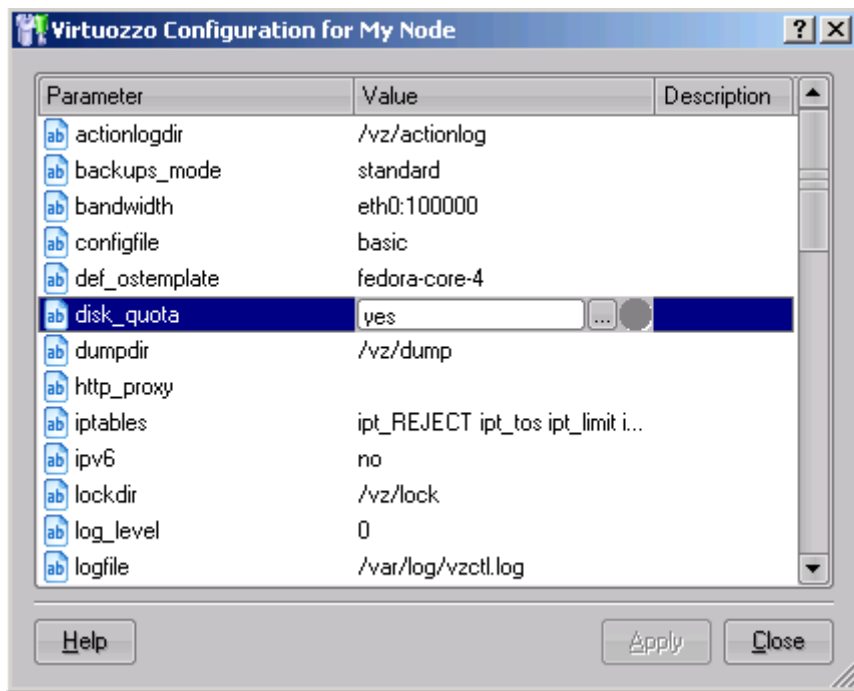 Virtuozzo Configuration for My Node
Parameter Value Description
actionlogdir /vz/actionlog
backups_mode standard
bandwidth eth0:100000
configfile basic
def_ostemplate fedora-core-4
disk_quota yes ...
dumpdir /vz/dump
http_proxy
iptables ipt_REJECT ipt_tos ipt_limit i...
ipv6 no
lockdir /vz/lock
log_level 0
logfile /var/log/vzctl.log
Help Apply Close